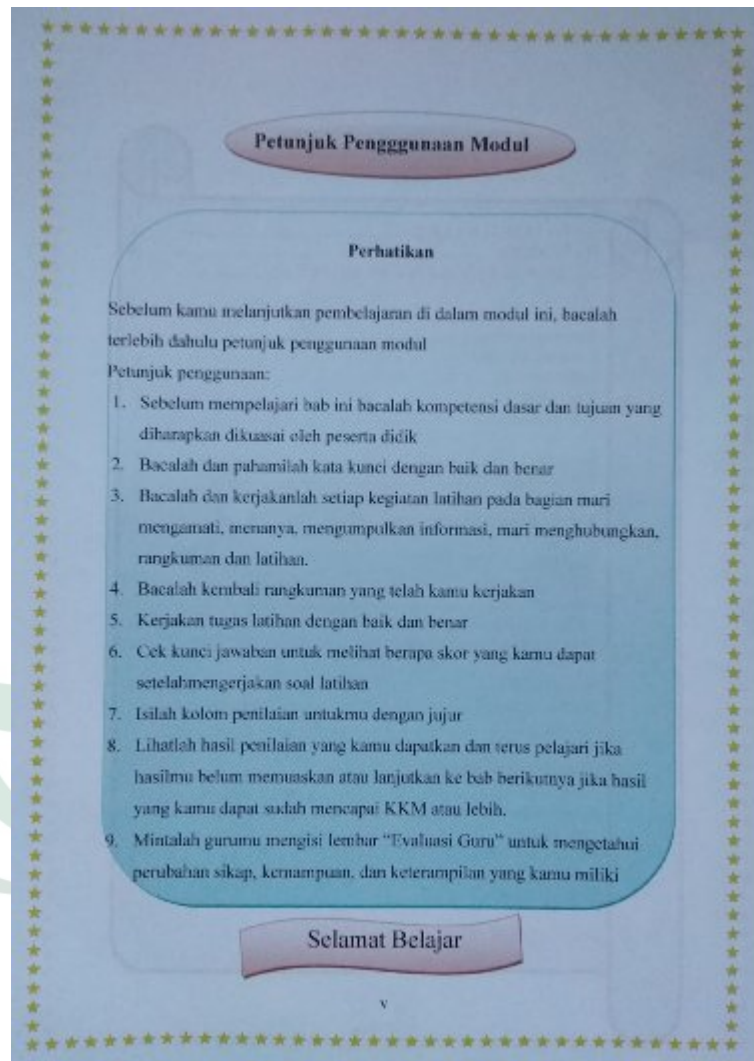 Petunjuk Pengggunaan Modul
Perhatikan
Sebelum kamu melanjutkan pembelajaran di dalam modul ini, bacalah
terlebih dahulu petunjuk penggunaan modul
Petunjuk penggunaan:
1. Sebelum mempelajari bab ini bacalah kompetensi dasar dan tujuan yang
diharapkan dikuasai oleh peserta didik
2. Bacalah dan pahamilah kata kunci dengan baik dan benar
3. Bacalah dan kerjakanlah setiap kegiatan latihan pada bagian mari
mengamati, menanya, mengumpulkan informasi, mari menghubungkan,
rangkuman dan latihan.
4. Bacalah kembali rangkuman yang telah kamu kerjakan
5. Kerjakan tugas latihan dengan baik dan benar
6. Cek kunci jawaban untuk melihat berapa skor yang kamu dapat
setelahmengerjakan soal latihan
7. Isilah kolom penilaian untukmu dengan jujur
8. Lihatlah hasil penilaian yang kamu dapatkan dan terus pelajari jika
hasilmu belum memuaskan atau lanjutkan ke bab berikutnya jika hasil
yang kamu dapat sudah mencapai KKM atau lebih.
9. Mintalah gurumu mengisi lembar “Evaluasi Guru” untuk mengetahui
perubahan sikap, kemampuan, dan keterampilan yang kamu miliki
Selamat Belajar
v